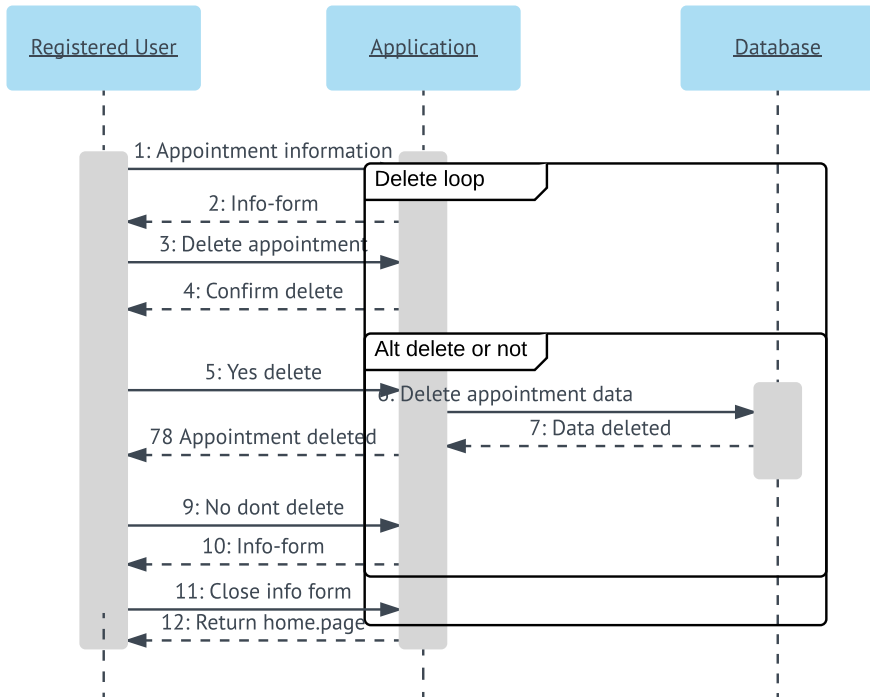 Registered User
Application
Database
1: Appointment information
Delete loop
2: Info-form
3: Delete appointment
4: Confirm delete
Alt delete or not
5: Yes delete
6: Delete appointment data
7: Data deleted
78 Appointment deleted
9: No dont delete
10: Info-form
11: Close info form
12: Return home.page